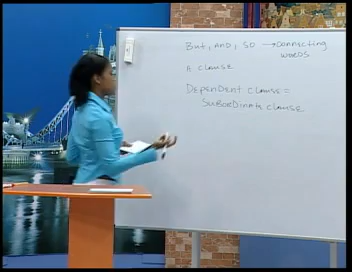 But, AND, SO → Connecting
WORDS
A clause
Dependent clause =
Subordinate clause